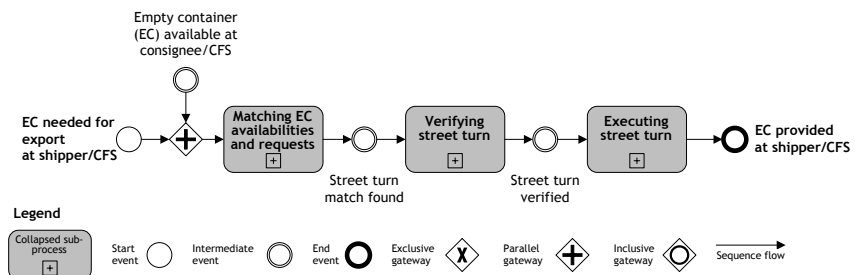 Empty container
(EC) available at
consignee/CFS
EC needed for
export
at shipper/CFS
Matching EC
availabilities
and requests
Street turn
match found
Verifying
street turn
Street turn
verified
Executing
street turn
EC provided
at shipper/CFS
Legend
Collapsed sub-
process
Start
event
Intermediate
event
End
event
Exclusive
gateway
X
Parallel
gateway
Inclusive
gateway
Sequence flow